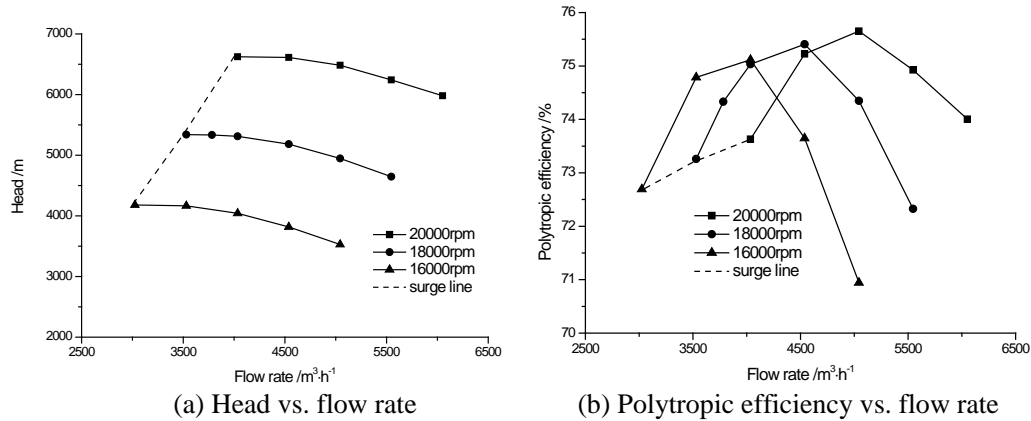 7000
6000
5000
4000
3000
2000
Head /m
2500 3500 4500 5500 6500
Flow rate /m³·h⁻¹
20000rpm
18000rpm
16000rpm
surge line
(a) Head vs. flow rate
76
75
74
73
72
71
70
Polytropic efficiency /%
2500 3500 4500 5500 6500
Flow rate /m³·h⁻¹
20000rpm
18000rpm
16000rpm
surge line
(b) Polytropic efficiency vs. flow rate